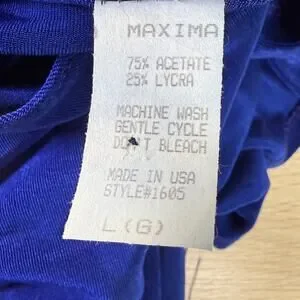 MAXIMA
75% ACETATE
25% LYCRA
MACHINE WASH
GENTLE CYCLE
DON'T BLEACH
MADE IN USA
STYLE#1605
L(G)